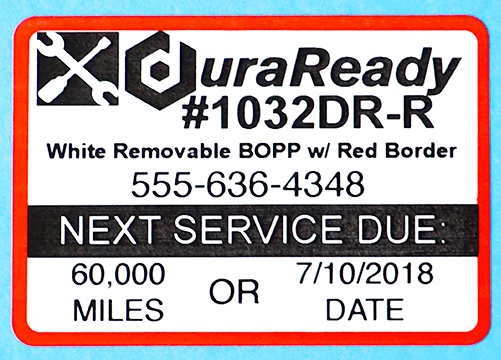 duraReady
#1032DR-R
White Removable BOPP w/ Red Border
555-636-4348
NEXT SERVICE DUE:
60,000 MILES
OR
7/10/2018 DATE